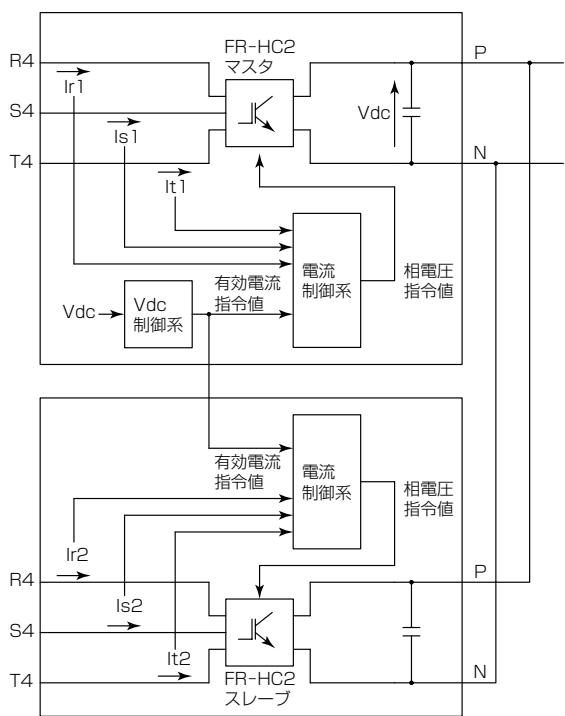 FR-HC2
マスタ
R4
Ir1
S4
Is1
T4
It1
Vdc
P
N
電流
制御系
相電圧
指令値
有効電流
指令値
Vdc
Vdc
制御系
有効電流
指令値
電流
制御系
相電圧
指令値
Ir2
R4
Is2
S4
It2
T4
P
N
FR-HC2
スレーブ